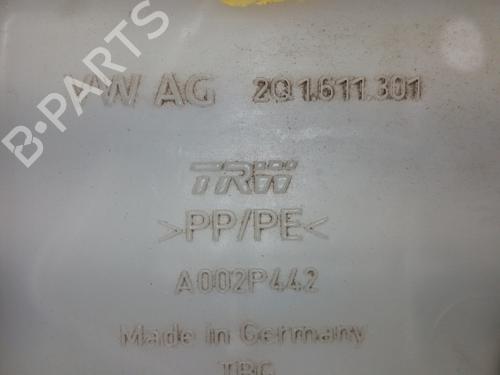 B-PARTS
VW AG 2Q1.611.301
TRW
>PP/PE<
A002P442
Made in Germany